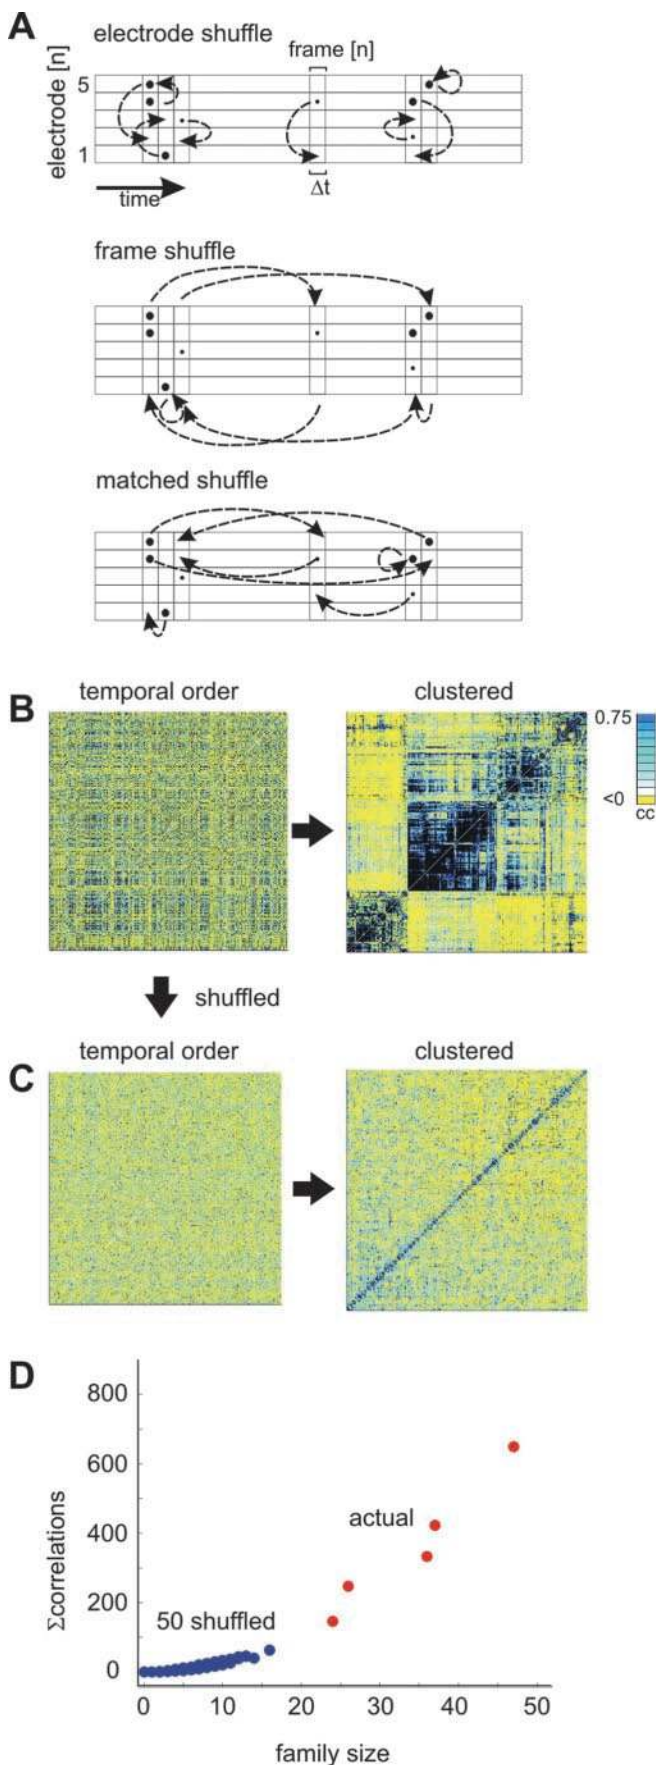 A
electrode shuffle
frame [n]
electrode [n]
5
1
time
Δt
frame shuffle
matched shuffle
B
temporal order
clustered
0.75
<0
cc
shuffled
C
temporal order
clustered
D
800
600
400
200
0
Σcorrelations
actual
50 shuffled
0 10 20 30 40 50
family size